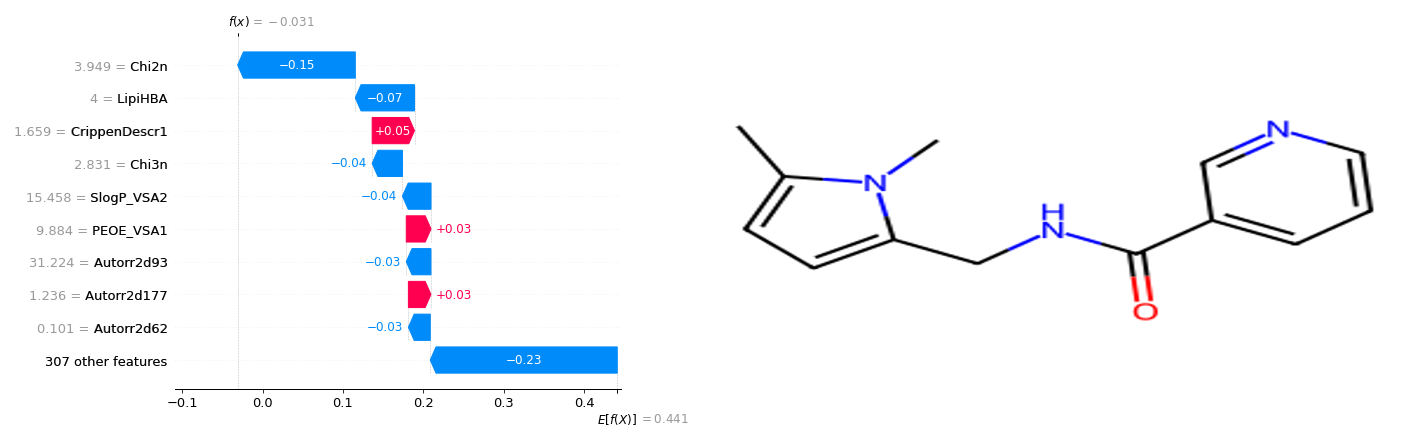 f(x) = −0.031
3.949 = Chi2n
−0.15
4 = LipiHBA
−0.07
1.659 = CrippenDescr1
+0.05
2.831 = Chi3n
−0.04
15.458 = SlogP_VSA2
−0.04
9.884 = PEOE_VSA1
+0.03
31.224 = Autorr2d93
−0.03
1.236 = Autorr2d177
+0.03
0.101 = Autorr2d62
−0.03
307 other features
−0.23
−0.1 0.0 0.1 0.2 0.3 0.4
E[f(X)] = 0.441
N
N
H
N
O